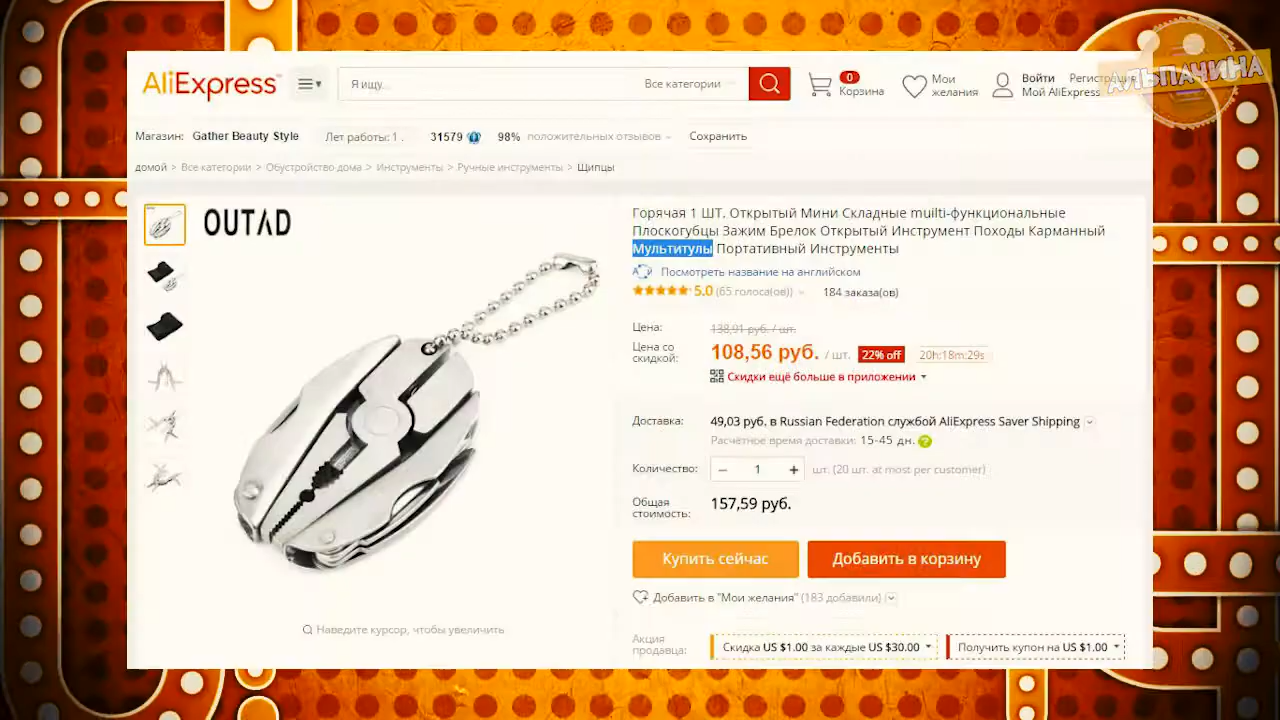 АЛЬПАЧИНА
AliExpress™
Я ищу...
Все категории
0
Корзина
Мои
желания
Войти Регистрация
Мой AliExpress
Магазин: Gather Beauty Style Лет работы: 1 . 31579 98% положительных отзывов Сохранить
домой > Все категории > Обустройство дома > Инструменты > Ручные инструменты > Щипцы
OUTAD
Горячая 1 ШТ. Открытый Мини Складные muilti-функциональные
Плоскогубцы Зажим Брелок Открытый Инструмент Походы Карманный
Мультитулы Портативный Инструменты
Посмотреть название на английском
5.0 (65 голоса(ов)) 184 заказа(ов)
Цена: 138,91 руб. / шт.
Цена со
скидкой: 108,56 руб. / шт. 22% off 20h:18m:29s
Скидки ещё больше в приложении
Доставка: 49,03 руб. в Russian Federation службой AliExpress Saver Shipping
Расчётное время доставки: 15-45 дн. ?
Количество: − 1 + шт. (20 шт. at most per customer)
Общая
стоимость: 157,59 руб.
Купить сейчас Добавить в корзину
Добавить в "Мои желания" (183 добавили)
Наведите курсор, чтобы увеличить
Акция
продавца: Скидка US $1.00 за каждые US $30.00 Получить купон на US $1.00